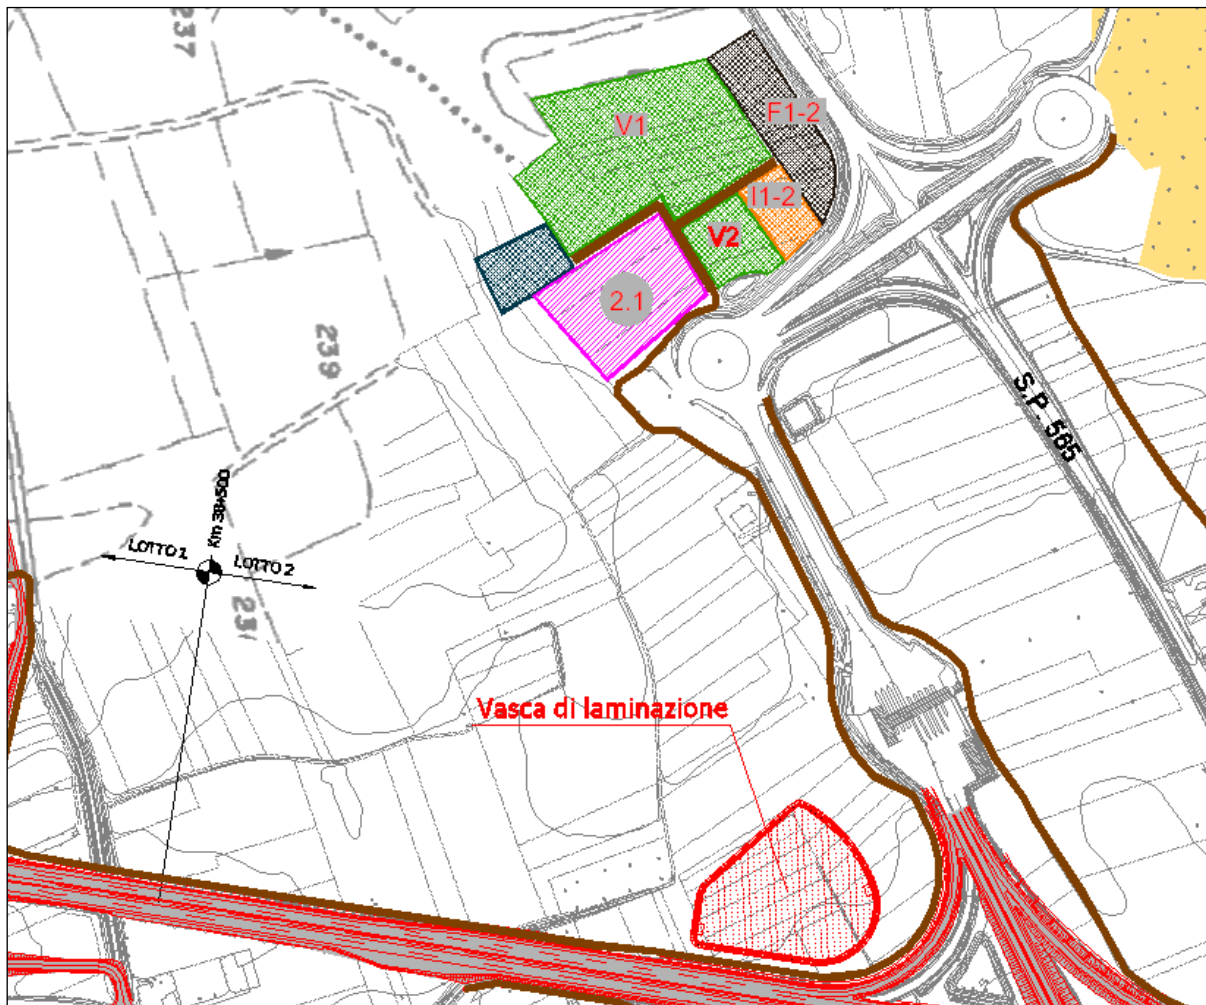 237
V1
F1-2
I1-2
V2
2.1
239
S.P - 565
Km 38+500
LOTTO 1
LOTTO 2
231
Vasca di laminazione